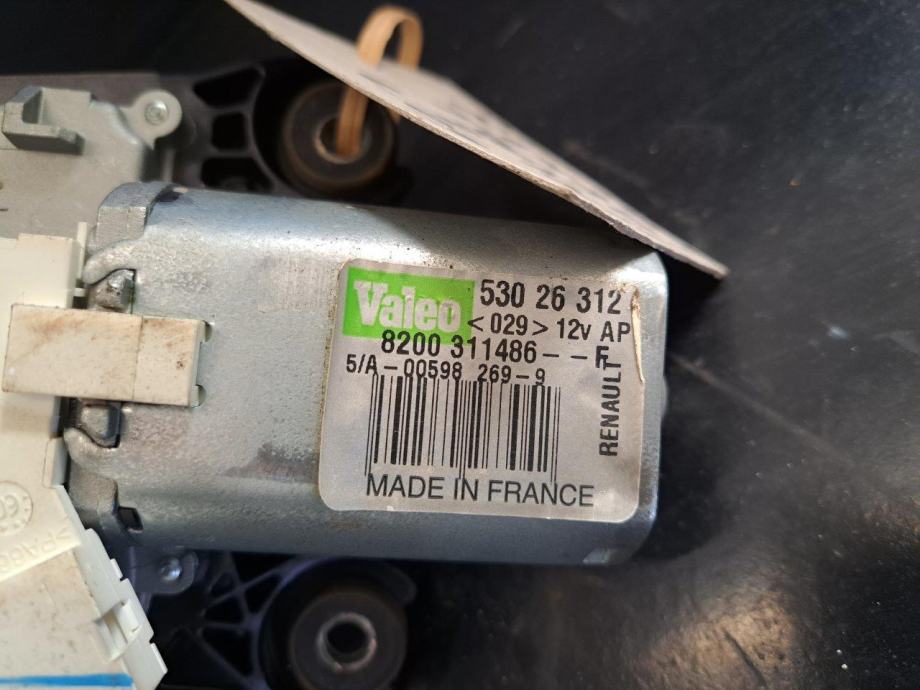 Valeo 530 26 312
<029> 12v AP
8200 311486--F
5/A-00598 269-9
RENAULT
MADE IN FRANCE